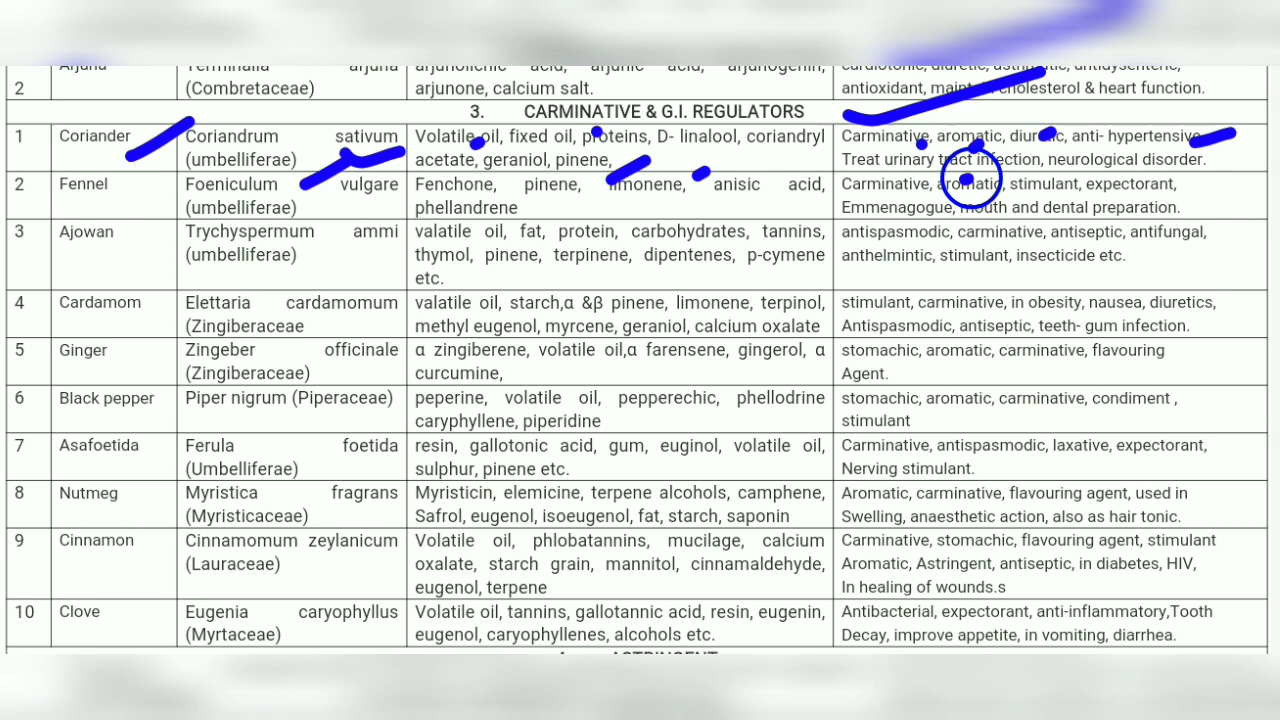 Arjuna Terminalia arjuna arjunolichic acid, arjunic acid, arjunogenin, cardiotonic, diuretic, asthmatic, antidysenteric,
2 (Combretaceae) arjunone, calcium salt. antioxidant, maintain cholesterol & heart function.
3. CARMINATIVE & G.I. REGULATORS
1 Coriander Coriandrum sativum Volatile oil, fixed oil, proteins, D- linalool, coriandryl Carminative, aromatic, diuretic, anti- hypertensive
(umbelliferae) acetate, geraniol, pinene, Treat urinary tract infection, neurological disorder.
2 Fennel Foeniculum vulgare Fenchone, pinene, limonene, anisic acid, Carminative, aromatic, stimulant, expectorant,
(umbelliferae) phellandrene Emmenagogue, mouth and dental preparation.
3 Ajowan Trychyspermum ammi valatile oil, fat, protein, carbohydrates, tannins, antispasmodic, carminative, antiseptic, antifungal,
(umbelliferae) thymol, pinene, terpinene, dipentenes, p-cymene anthelmintic, stimulant, insecticide etc.
etc.
4 Cardamom Elettaria cardamomum valatile oil, starch,α &β pinene, limonene, terpinol, stimulant, carminative, in obesity, nausea, diuretics,
(Zingiberaceae methyl eugenol, myrcene, geraniol, calcium oxalate Antispasmodic, antiseptic, teeth- gum infection.
5 Ginger Zingeber officinale α zingiberene, volatile oil,α farensene, gingerol, α stomachic, aromatic, carminative, flavouring
(Zingiberaceae) curcumine, Agent.
6 Black pepper Piper nigrum (Piperaceae) peperine, volatile oil, pepperechic, phellodrine stomachic, aromatic, carminative, condiment ,
caryphyllene, piperidine stimulant
7 Asafoetida Ferula foetida resin, gallotonic acid, gum, euginol, volatile oil, Carminative, antispasmodic, laxative, expectorant,
(Umbelliferae) sulphur, pinene etc. Nerving stimulant.
8 Nutmeg Myristica fragrans Myristicin, elemicine, terpene alcohols, camphene, Aromatic, carminative, flavouring agent, used in
(Myristicaceae) Safrol, eugenol, isoeugenol, fat, starch, saponin Swelling, anaesthetic action, also as hair tonic.
9 Cinnamon Cinnamomum zeylanicum Volatile oil, phlobatannins, mucilage, calcium Carminative, stomachic, flavouring agent, stimulant
(Lauraceae) oxalate, starch grain, mannitol, cinnamaldehyde, Aromatic, Astringent, antiseptic, in diabetes, HIV,
eugenol, terpene In healing of wounds.s
10 Clove Eugenia caryophyllus Volatile oil, tannins, gallotannic acid, resin, eugenin, Antibacterial, expectorant, anti-inflammatory,Tooth
(Myrtaceae) eugenol, caryophyllenes, alcohols etc. Decay, improve appetite, in vomiting, diarrhea.
ASTRINGENT